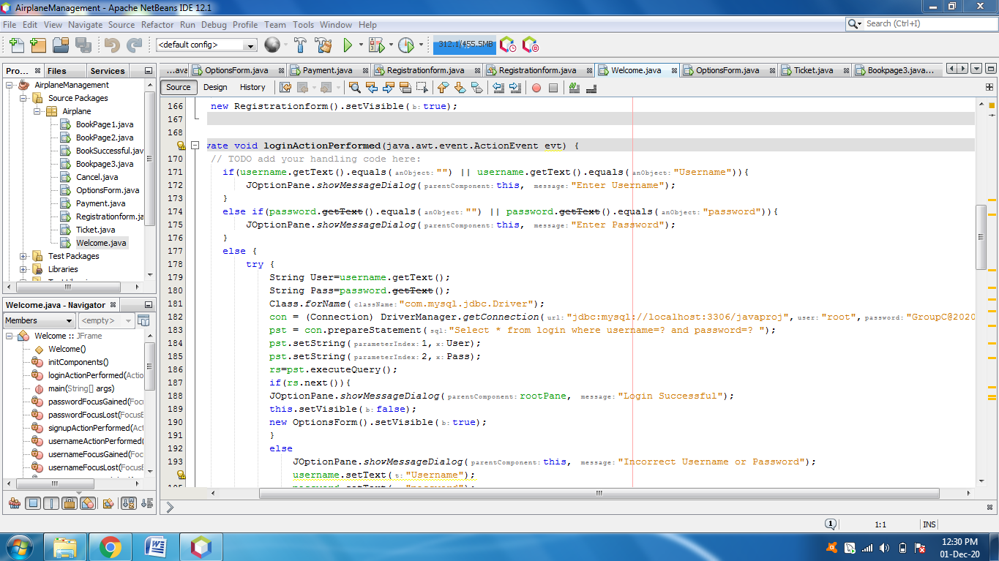 AirplaneManagement - Apache NetBeans IDE 12.1
File Edit View Navigate Source Refactor Run Debug Profile Team Tools Window Help
Search (Ctrl+I)
<default config>
312.1/455.5MB
Pro... Files Services
...ava OptionsForm.java Payment.java Registrationform.java Registrationform.java Welcome.java OptionsForm.java Ticket.java Bookpage3.java...
Source Design History
AirplaneManagement
Source Packages
Airplane
BookPage1.java
BookPage2.java
BookSuccessful.jav
Bookpage3.java
Cancel.java
OptionsForm.java
Payment.java
Registrationform.ja
Ticket.java
Welcome.java
Test Packages
Libraries
Welcome.java - Navigator
Members <empty>
Welcome :: JFrame
Welcome()
initComponents()
loginActionPerformed(Actio
main(String[] args)
passwordFocusGained(Focu
passwordFocusLost(FocusE
signupActionPerformed(Act
usernameActionPerformed(
usernameFocusGained(Focu
usernameFocusLost(FocusE
166 new Registrationform().setVisible(b: true);
167
168
vate void loginActionPerformed(java.awt.event.ActionEvent evt) {
170 // TODO add your handling code here:
171 if(username.getText().equals(anObject: "") || username.getText().equals(anObject: "Username")){
172 JOptionPane.showMessageDialog(parentComponent: this, message: "Enter Username");
173 }
174 else if(password.getText().equals(anObject: "") || password.getText().equals(anObject: "password")){
175 JOptionPane.showMessageDialog(parentComponent: this, message: "Enter Password");
176 }
177 else {
178 try {
179 String User=username.getText();
180 String Pass=password.getText();
181 Class.forName(className: "com.mysql.jdbc.Driver");
182 con = (Connection) DriverManager.getConnection(url: "jdbc:mysql://localhost:3306/javaproj", user: "root", password: "GroupC@2020
183 pst = con.prepareStatement(sql: "Select * from login where username=? and password=? ");
184 pst.setString(parameterIndex: 1, x: User);
185 pst.setString(parameterIndex: 2, x: Pass);
186 rs=pst.executeQuery();
187 if(rs.next()){
188 JOptionPane.showMessageDialog(parentComponent: rootPane, message: "Login Successful");
189 this.setVisible(b: false);
190 new OptionsForm().setVisible(b: true);
191 }
192 else
193 JOptionPane.showMessageDialog(parentComponent: this, message: "Incorrect Username or Password");
username.setText(t: "Username");
1
1:1
INS
12:30 PM
01-Dec-20